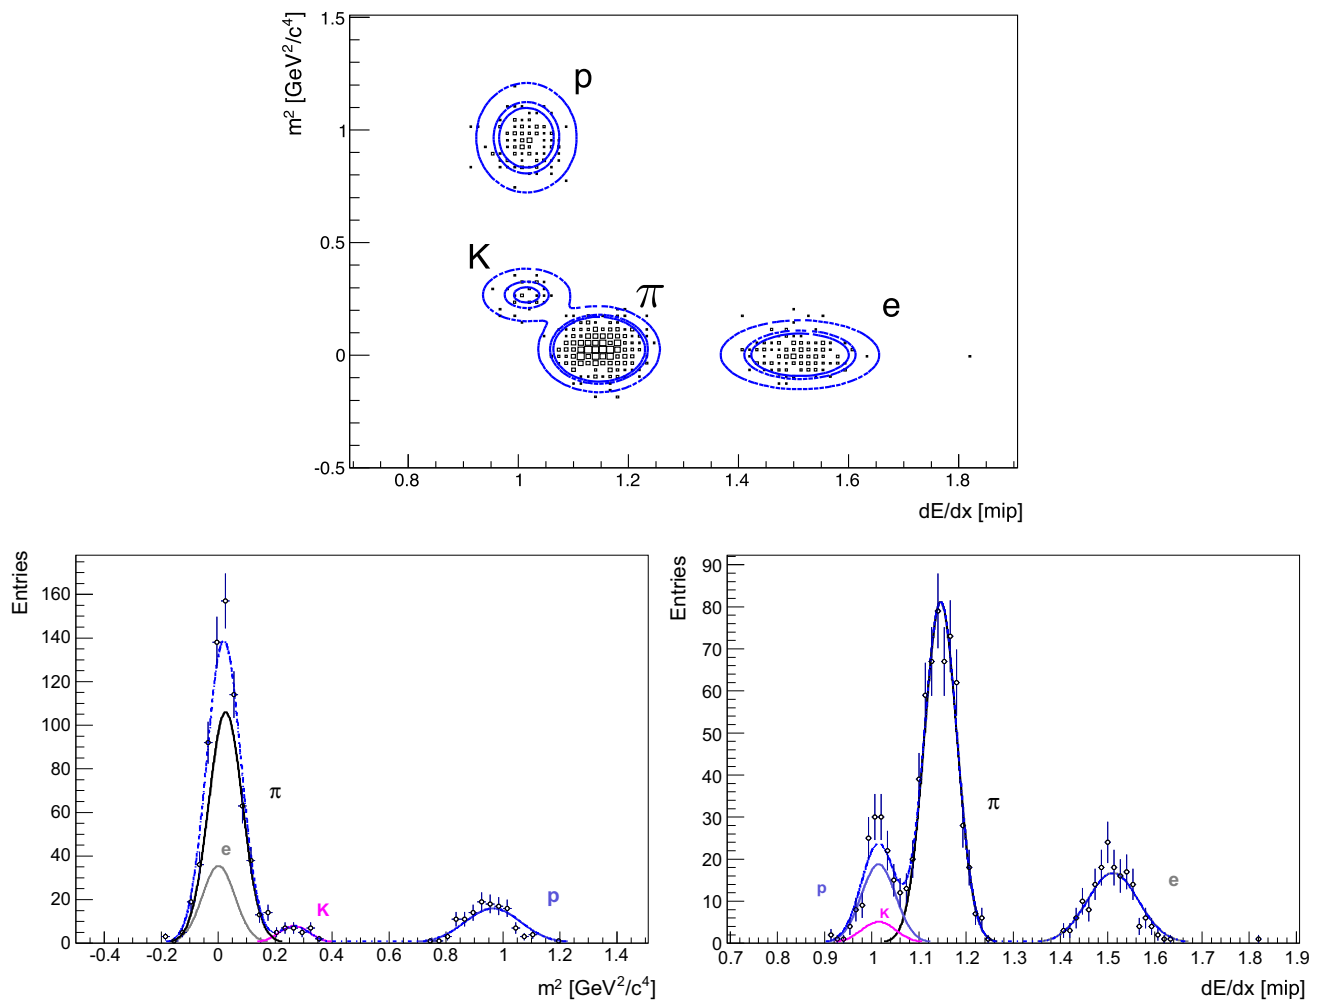 m² [GeV²/c⁴]
1.5
1
0.5
0
-0.5
p
K
π
e
0.8 1 1.2 1.4 1.6 1.8
dE/dx [mip]
Entries
160
140
120
100
80
60
40
20
0
π
e
K
p
-0.4 -0.2 0 0.2 0.4 0.6 0.8 1 1.2 1.4
m² [GeV²/c⁴]
Entries
90
80
70
60
50
40
30
20
10
0
π
p
K
e
0.7 0.8 0.9 1 1.1 1.2 1.3 1.4 1.5 1.6 1.7 1.8 1.9
dE/dx [mip]